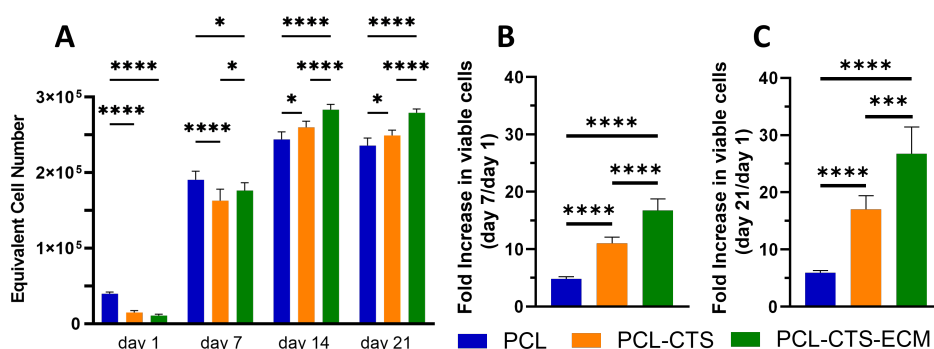 A
* **** ****
**** * **** ****
**** **** * *
3×10⁵
2×10⁵
1×10⁵
0
Equivalent Cell Number
day 1 day 7 day 14 day 21
B
Fold Increase in viable cells
(day 7/day 1)
40
30
20
10
0
****
****
****
C
Fold Increase in viable cells
(day 21/day 1)
40
30
20
10
0
****
***
****
PCL PCL-CTS PCL-CTS-ECM